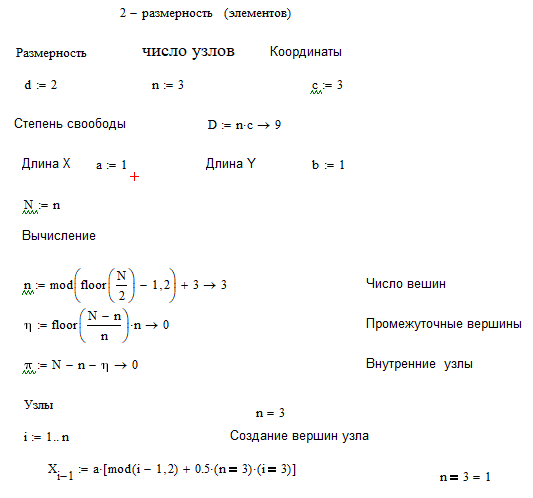 2 − размерность (элементов)
Размерность число узлов Координаты
d := 2 n := 3 c := 3
Степень свооboды D := n·c → 9
Длина X a := 1 Длина Y b := 1
N := n
Вычисление
n := mod(floor(N/2) − 1,2) + 3 → 3 Число вешин
η := floor((N − n)/n)·n → 0 Промежуточные вершины
π := N − n − η → 0 Внутренние узлы
Узлы
n = 3
i := 1.. n Создание вершин узла
X_{i−1} := a·[mod(i − 1,2) + 0.5·(n = 3)·(i = 3)]
n = 3 = 1